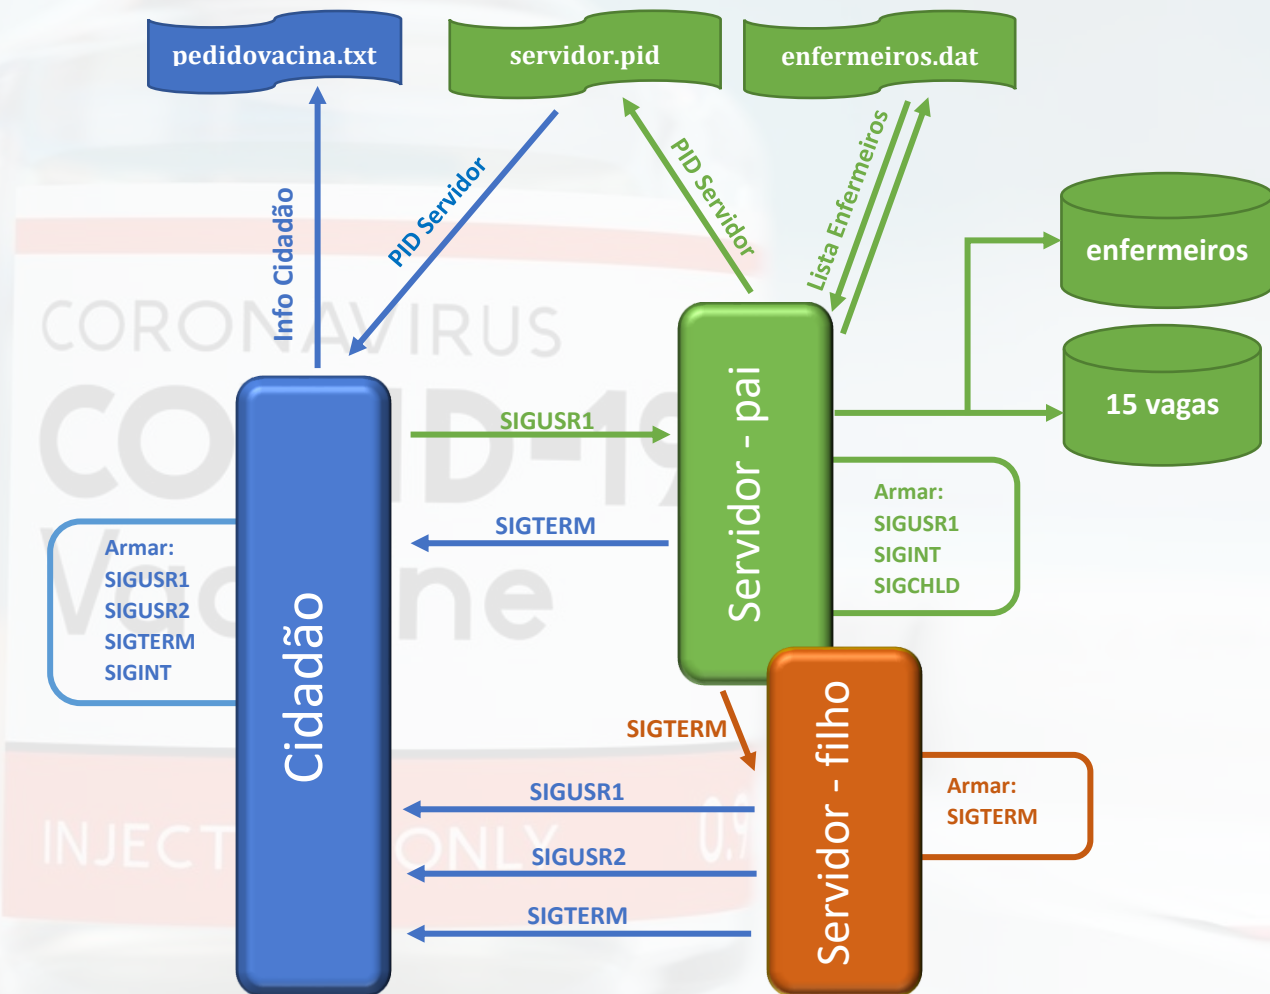 pedidovacina.txt
servidor.pid
enfermeiros.dat
Info Cidadão
PID Servidor
PID Servidor
Lista Enfermeiros
enfermeiros
15 vagas
CORONAVIRUS
COVID-19
Vaccine
SIGUSR1
SIGTERM
Servidor - pai
Armar:
SIGUSR1
SIGINT
SIGCHLD
Armar:
SIGUSR1
SIGUSR2
SIGTERM
SIGINT
Cidadão
SIGTERM
Servidor - filho
Armar:
SIGTERM
SIGUSR1
SIGUSR2
SIGTERM
INJECT
ONLY